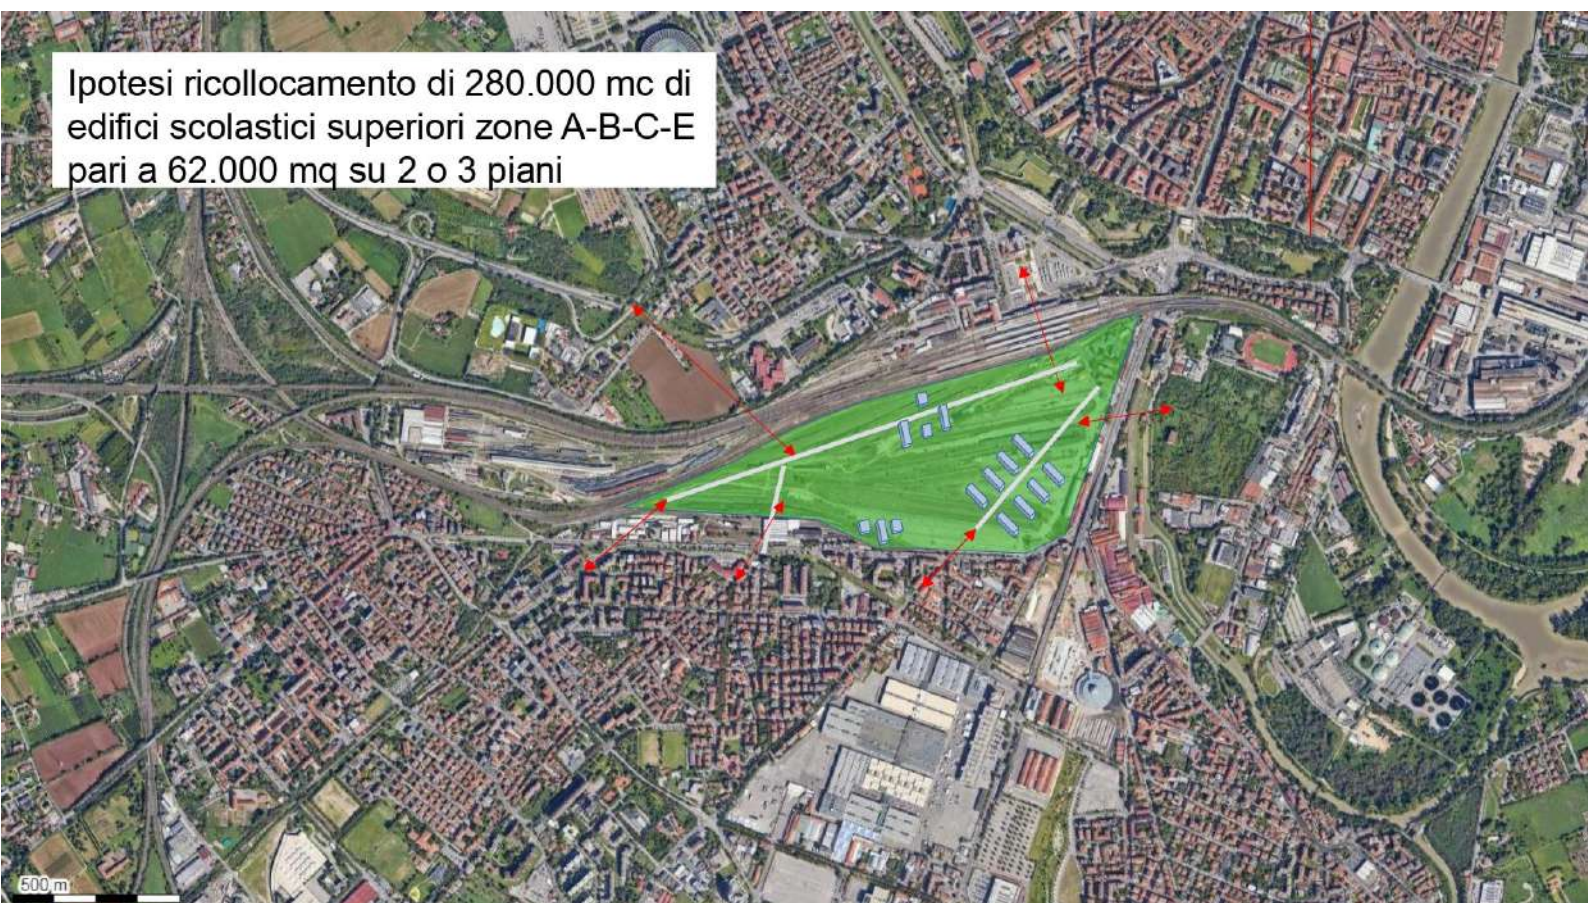 Ipotesi ricollocamento di 280.000 mc di
edifici scolastici superiori zone A-B-C-E
pari a 62.000 mq su 2 o 3 piani
500 m